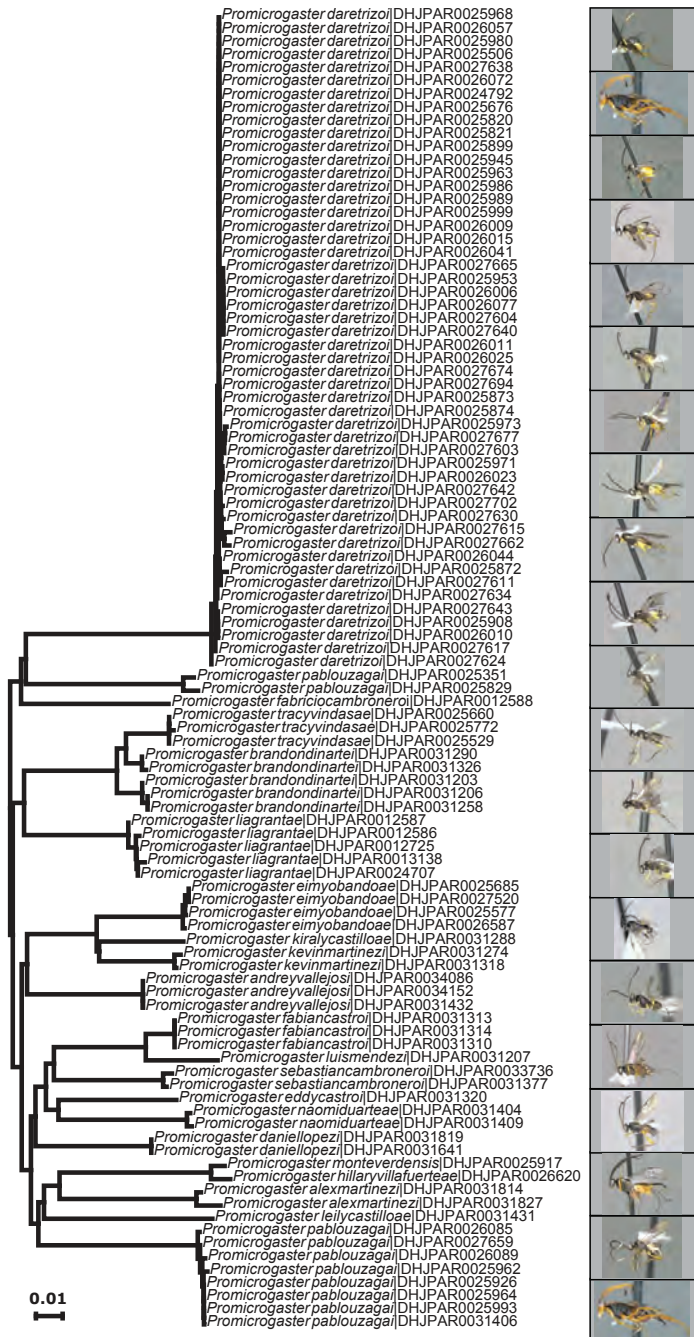 Promicrogaster daretrizoi|DHJPAR0025968
Promicrogaster daretrizoi|DHJPAR0026057
Promicrogaster daretrizoi|DHJPAR0025980
Promicrogaster daretrizoi|DHJPAR0025506
Promicrogaster daretrizoi|DHJPAR0027638
Promicrogaster daretrizoi|DHJPAR0026072
Promicrogaster daretrizoi|DHJPAR0024792
Promicrogaster daretrizoi|DHJPAR0025676
Promicrogaster daretrizoi|DHJPAR0025820
Promicrogaster daretrizoi|DHJPAR0025821
Promicrogaster daretrizoi|DHJPAR0025899
Promicrogaster daretrizoi|DHJPAR0025945
Promicrogaster daretrizoi|DHJPAR0025963
Promicrogaster daretrizoi|DHJPAR0025986
Promicrogaster daretrizoi|DHJPAR0025989
Promicrogaster daretrizoi|DHJPAR0025999
Promicrogaster daretrizoi|DHJPAR0026009
Promicrogaster daretrizoi|DHJPAR0026015
Promicrogaster daretrizoi|DHJPAR0026041
Promicrogaster daretrizoi|DHJPAR0027665
Promicrogaster daretrizoi|DHJPAR0025953
Promicrogaster daretrizoi|DHJPAR0026006
Promicrogaster daretrizoi|DHJPAR0026077
Promicrogaster daretrizoi|DHJPAR0027604
Promicrogaster daretrizoi|DHJPAR0027640
Promicrogaster daretrizoi|DHJPAR0026011
Promicrogaster daretrizoi|DHJPAR0026025
Promicrogaster daretrizoi|DHJPAR0027674
Promicrogaster daretrizoi|DHJPAR0027694
Promicrogaster daretrizoi|DHJPAR0025873
Promicrogaster daretrizoi|DHJPAR0025874
Promicrogaster daretrizoi|DHJPAR0025973
Promicrogaster daretrizoi|DHJPAR0027677
Promicrogaster daretrizoi|DHJPAR0027603
Promicrogaster daretrizoi|DHJPAR0025971
Promicrogaster daretrizoi|DHJPAR0026023
Promicrogaster daretrizoi|DHJPAR0027642
Promicrogaster daretrizoi|DHJPAR0027702
Promicrogaster daretrizoi|DHJPAR0027630
Promicrogaster daretrizoi|DHJPAR0027615
Promicrogaster daretrizoi|DHJPAR0027662
Promicrogaster daretrizoi|DHJPAR0026044
Promicrogaster daretrizoi|DHJPAR0025872
Promicrogaster daretrizoi|DHJPAR0027611
Promicrogaster daretrizoi|DHJPAR0027634
Promicrogaster daretrizoi|DHJPAR0027643
Promicrogaster daretrizoi|DHJPAR0025908
Promicrogaster daretrizoi|DHJPAR0026010
Promicrogaster daretrizoi|DHJPAR0027617
Promicrogaster daretrizoi|DHJPAR0027624
Promicrogaster pablouzagai|DHJPAR0025351
Promicrogaster pablouzagai|DHJPAR0025829
Promicrogaster fabriciocambroneroi|DHJPAR0012588
Promicrogaster tracyvindasae|DHJPAR0025660
Promicrogaster tracyvindasae|DHJPAR0025772
Promicrogaster tracyvindasae|DHJPAR0025529
Promicrogaster brandondinartei|DHJPAR0031290
Promicrogaster brandondinartei|DHJPAR0031326
Promicrogaster brandondinartei|DHJPAR0031203
Promicrogaster brandondinartei|DHJPAR0031206
Promicrogaster brandondinartei|DHJPAR0031258
Promicrogaster liagrantae|DHJPAR0012587
Promicrogaster liagrantae|DHJPAR0012586
Promicrogaster liagrantae|DHJPAR0012725
Promicrogaster liagrantae|DHJPAR0013138
Promicrogaster liagrantae|DHJPAR0024707
Promicrogaster eimyobandoae|DHJPAR0025685
Promicrogaster eimyobandoae|DHJPAR0027520
Promicrogaster eimyobandoae|DHJPAR0025577
Promicrogaster eimyobandoae|DHJPAR0026587
Promicrogaster kiralycastilloae|DHJPAR0031288
Promicrogaster kevinmartinezi|DHJPAR0031274
Promicrogaster kevinmartinezi|DHJPAR0031318
Promicrogaster andreyvallejosi|DHJPAR0034086
Promicrogaster andreyvallejosi|DHJPAR0034152
Promicrogaster andreyvallejosi|DHJPAR0031432
Promicrogaster fabiancastroi|DHJPAR0031313
Promicrogaster fabiancastroi|DHJPAR0031314
Promicrogaster fabiancastroi|DHJPAR0031310
Promicrogaster luismendezi|DHJPAR0031207
Promicrogaster sebastiancambroneroi|DHJPAR0033736
Promicrogaster sebastiancambroneroi|DHJPAR0031377
Promicrogaster eddycastroi|DHJPAR0031320
Promicrogaster naomiduarteae|DHJPAR0031404
Promicrogaster naomiduarteae|DHJPAR0031409
Promicrogaster daniellopezi|DHJPAR0031819
Promicrogaster daniellopezi|DHJPAR0031641
Promicrogaster monteverdensis|DHJPAR0025917
Promicrogaster hillaryvillafuerteae|DHJPAR0026620
Promicrogaster alexmartinezi|DHJPAR0031814
Promicrogaster alexmartinezi|DHJPAR0031827
Promicrogaster leilycastilloae|DHJPAR0031431
Promicrogaster pablouzagai|DHJPAR0026085
Promicrogaster pablouzagai|DHJPAR0027659
Promicrogaster pablouzagai|DHJPAR0026089
Promicrogaster pablouzagai|DHJPAR0025962
Promicrogaster pablouzagai|DHJPAR0025926
Promicrogaster pablouzagai|DHJPAR0025964
Promicrogaster pablouzagai|DHJPAR0025993
Promicrogaster pablouzagai|DHJPAR0031406
0.01